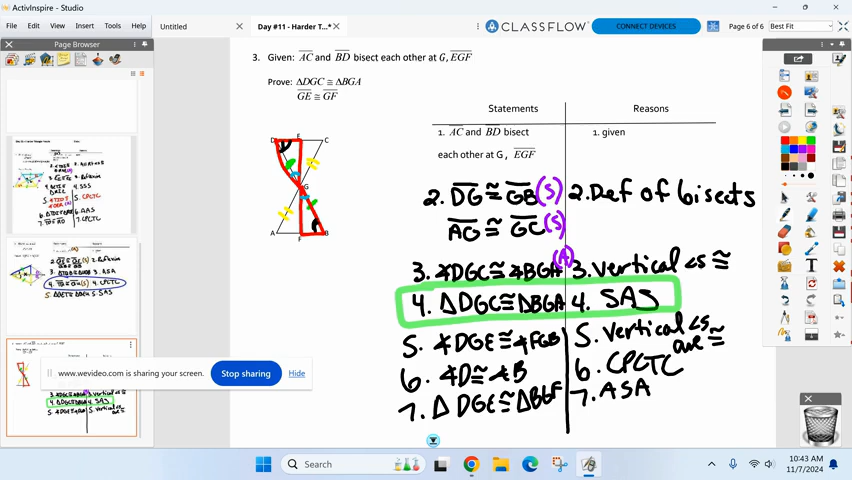 ActivInspire - Studio
File Edit View Insert Tools Help
Untitled
Day #11 - Harder T...*
CLASSFLOW
CONNECT DEVICES
Page 6 of 6
Best Fit
Page Browser
3. Given: AC and BD bisect each other at G, EGF
Prove: ΔDGC ≅ ΔBGA
GE ≅ GF
Statements Reasons
1. AC and BD bisect 1. given
each other at G, EGF
D E C
G
A F B
2. DG ≅ GB (S) 2. Def of bisects
AG ≅ GC (S)
3. ∡DGC ≅ ∡BGA (A) 3. Vertical ∠s ≅
4. ΔDGC ≅ ΔBGA 4. SAS
5. ∡DGE ≅ ∡FGB 5. Vertical ∠s are ≅
6. ∡D ≅ ∡B 6. CPCTC
7. Δ DGE ≅ ΔBGF 7. ASA
www.wevideo.com is sharing your screen.
Stop sharing
Hide
Search
10:43 AM
11/7/2024